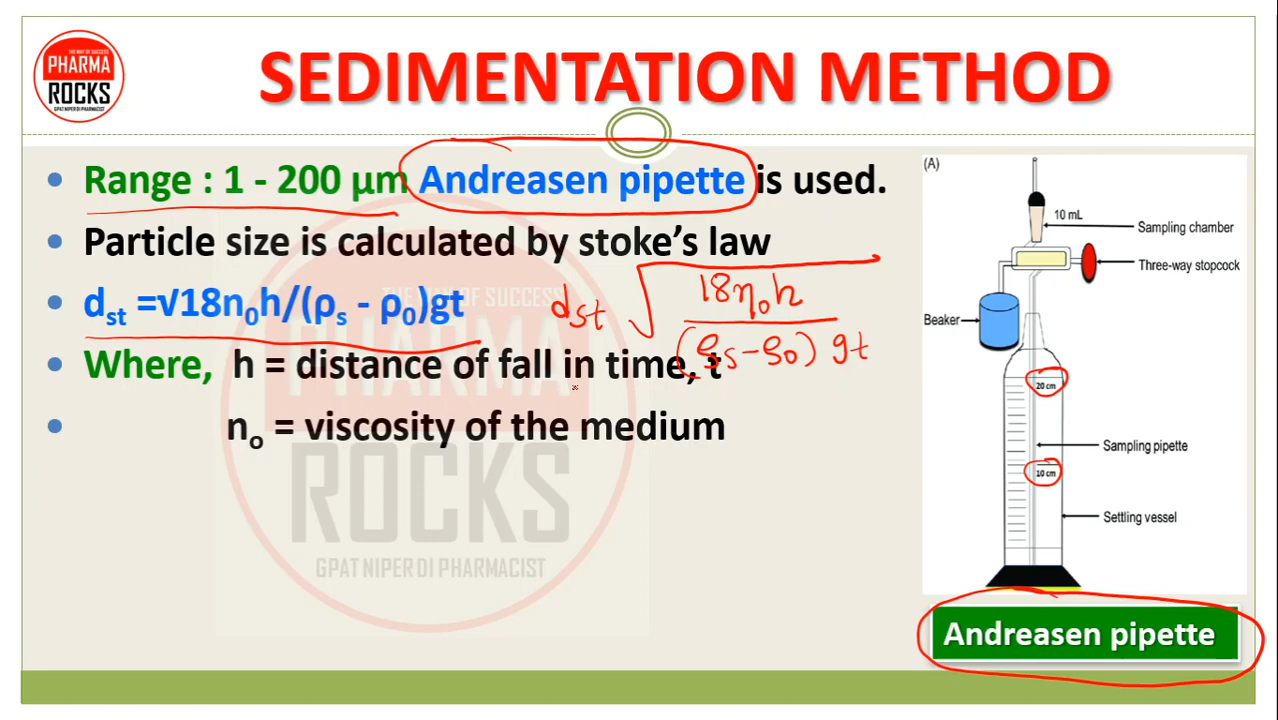 THE WAY OF SUCCESS
PHARMA
ROCKS
GPAT NIPER DI PHARMACIST
SEDIMENTATION METHOD
• Range : 1 - 200 µm Andreasen pipette is used.
• Particle size is calculated by stoke's law
• dst =√18n0h/(ρs - ρ0)gt
dst √18η0h/(ρs-ρ0) gt
• Where, h = distance of fall in time, t
• no = viscosity of the medium
THE WAY OF SUCCESS
ROCKS
GPAT NIPER DI PHARMACIST
(A)
10 mL
Sampling chamber
Three-way stopcock
Beaker
20 cm
Sampling pipette
10 cm
Settling vessel
Andreasen pipette